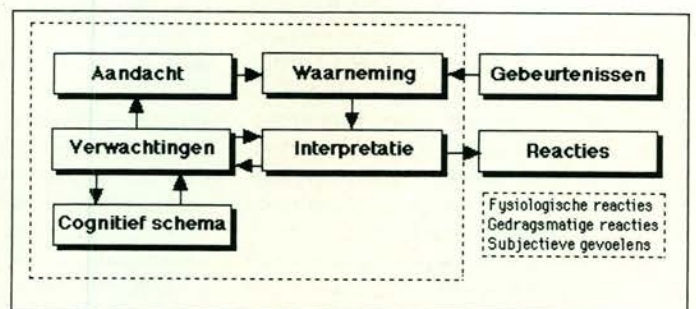 Aandacht
Waarneming
Gebeurtenissen
Verwachtingen
Interpretatie
Reacties
Cognitief schema
Fysiologische reacties
Gedragsmatige reacties
Subjectieve gevoelens